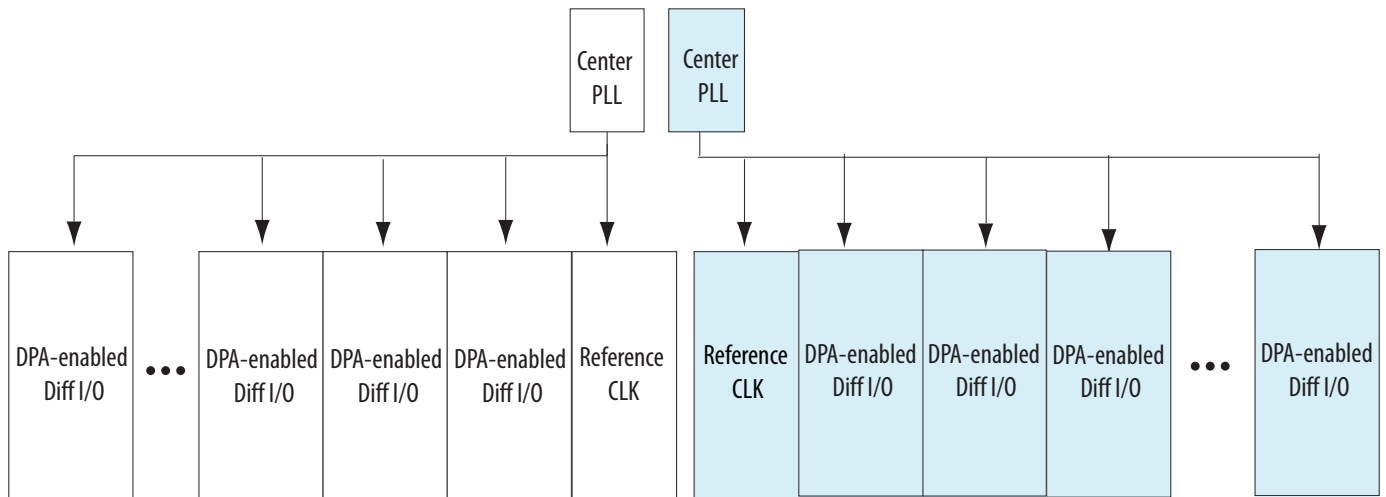 Center
PLL
Center
PLL
DPA-enabled
Diff I/O
•••
DPA-enabled
Diff I/O
DPA-enabled
Diff I/O
DPA-enabled
Diff I/O
Reference
CLK
Reference
CLK
DPA-enabled
Diff I/O
DPA-enabled
Diff I/O
DPA-enabled
Diff I/O
•••
DPA-enabled
Diff I/O